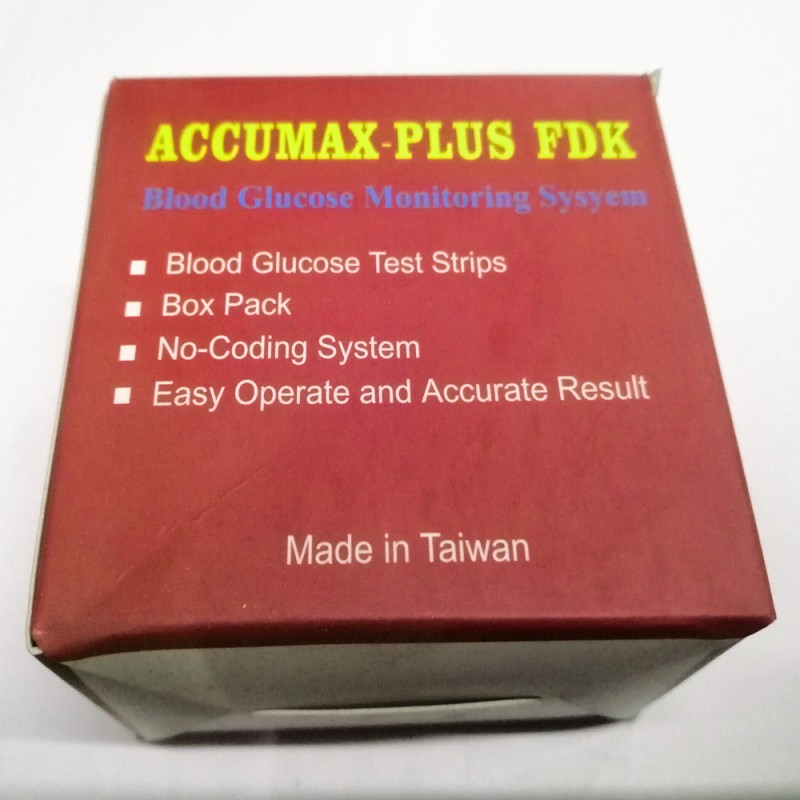 ACCUMAX-PLUS FDK
Blood Glucose Monitoring Sysyem
Blood Glucose Test Strips
Box Pack
No-Coding System
Easy Operate and Accurate Result
Made in Taiwan